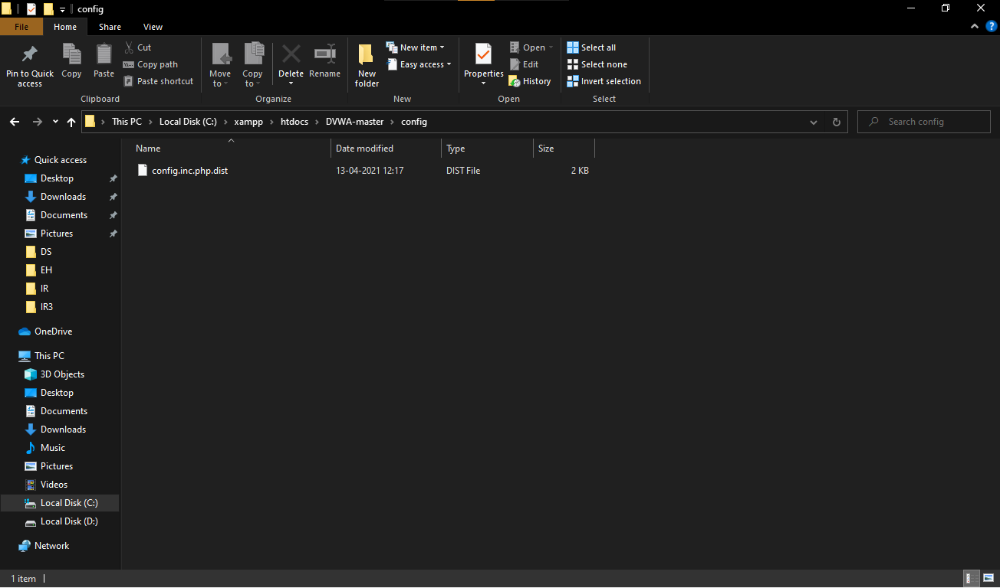 config
File Home Share View
Pin to Quick access
Copy
Paste
Cut
Copy path
Paste shortcut
Clipboard
Move to
Copy to
Delete
Rename
Organize
New folder
New item
Easy access
New
Properties
Open
Edit
History
Open
Select all
Select none
Invert selection
Select
This PC › Local Disk (C:) › xampp › htdocs › DVWA-master › config
Search config
Name Date modified Type Size
config.inc.php.dist 13-04-2021 12:17 DIST File 2 KB
Quick access
Desktop
Downloads
Documents
Pictures
DS
EH
IR
IR3
OneDrive
This PC
3D Objects
Desktop
Documents
Downloads
Music
Pictures
Videos
Local Disk (C:)
Local Disk (D:)
Network
1 item